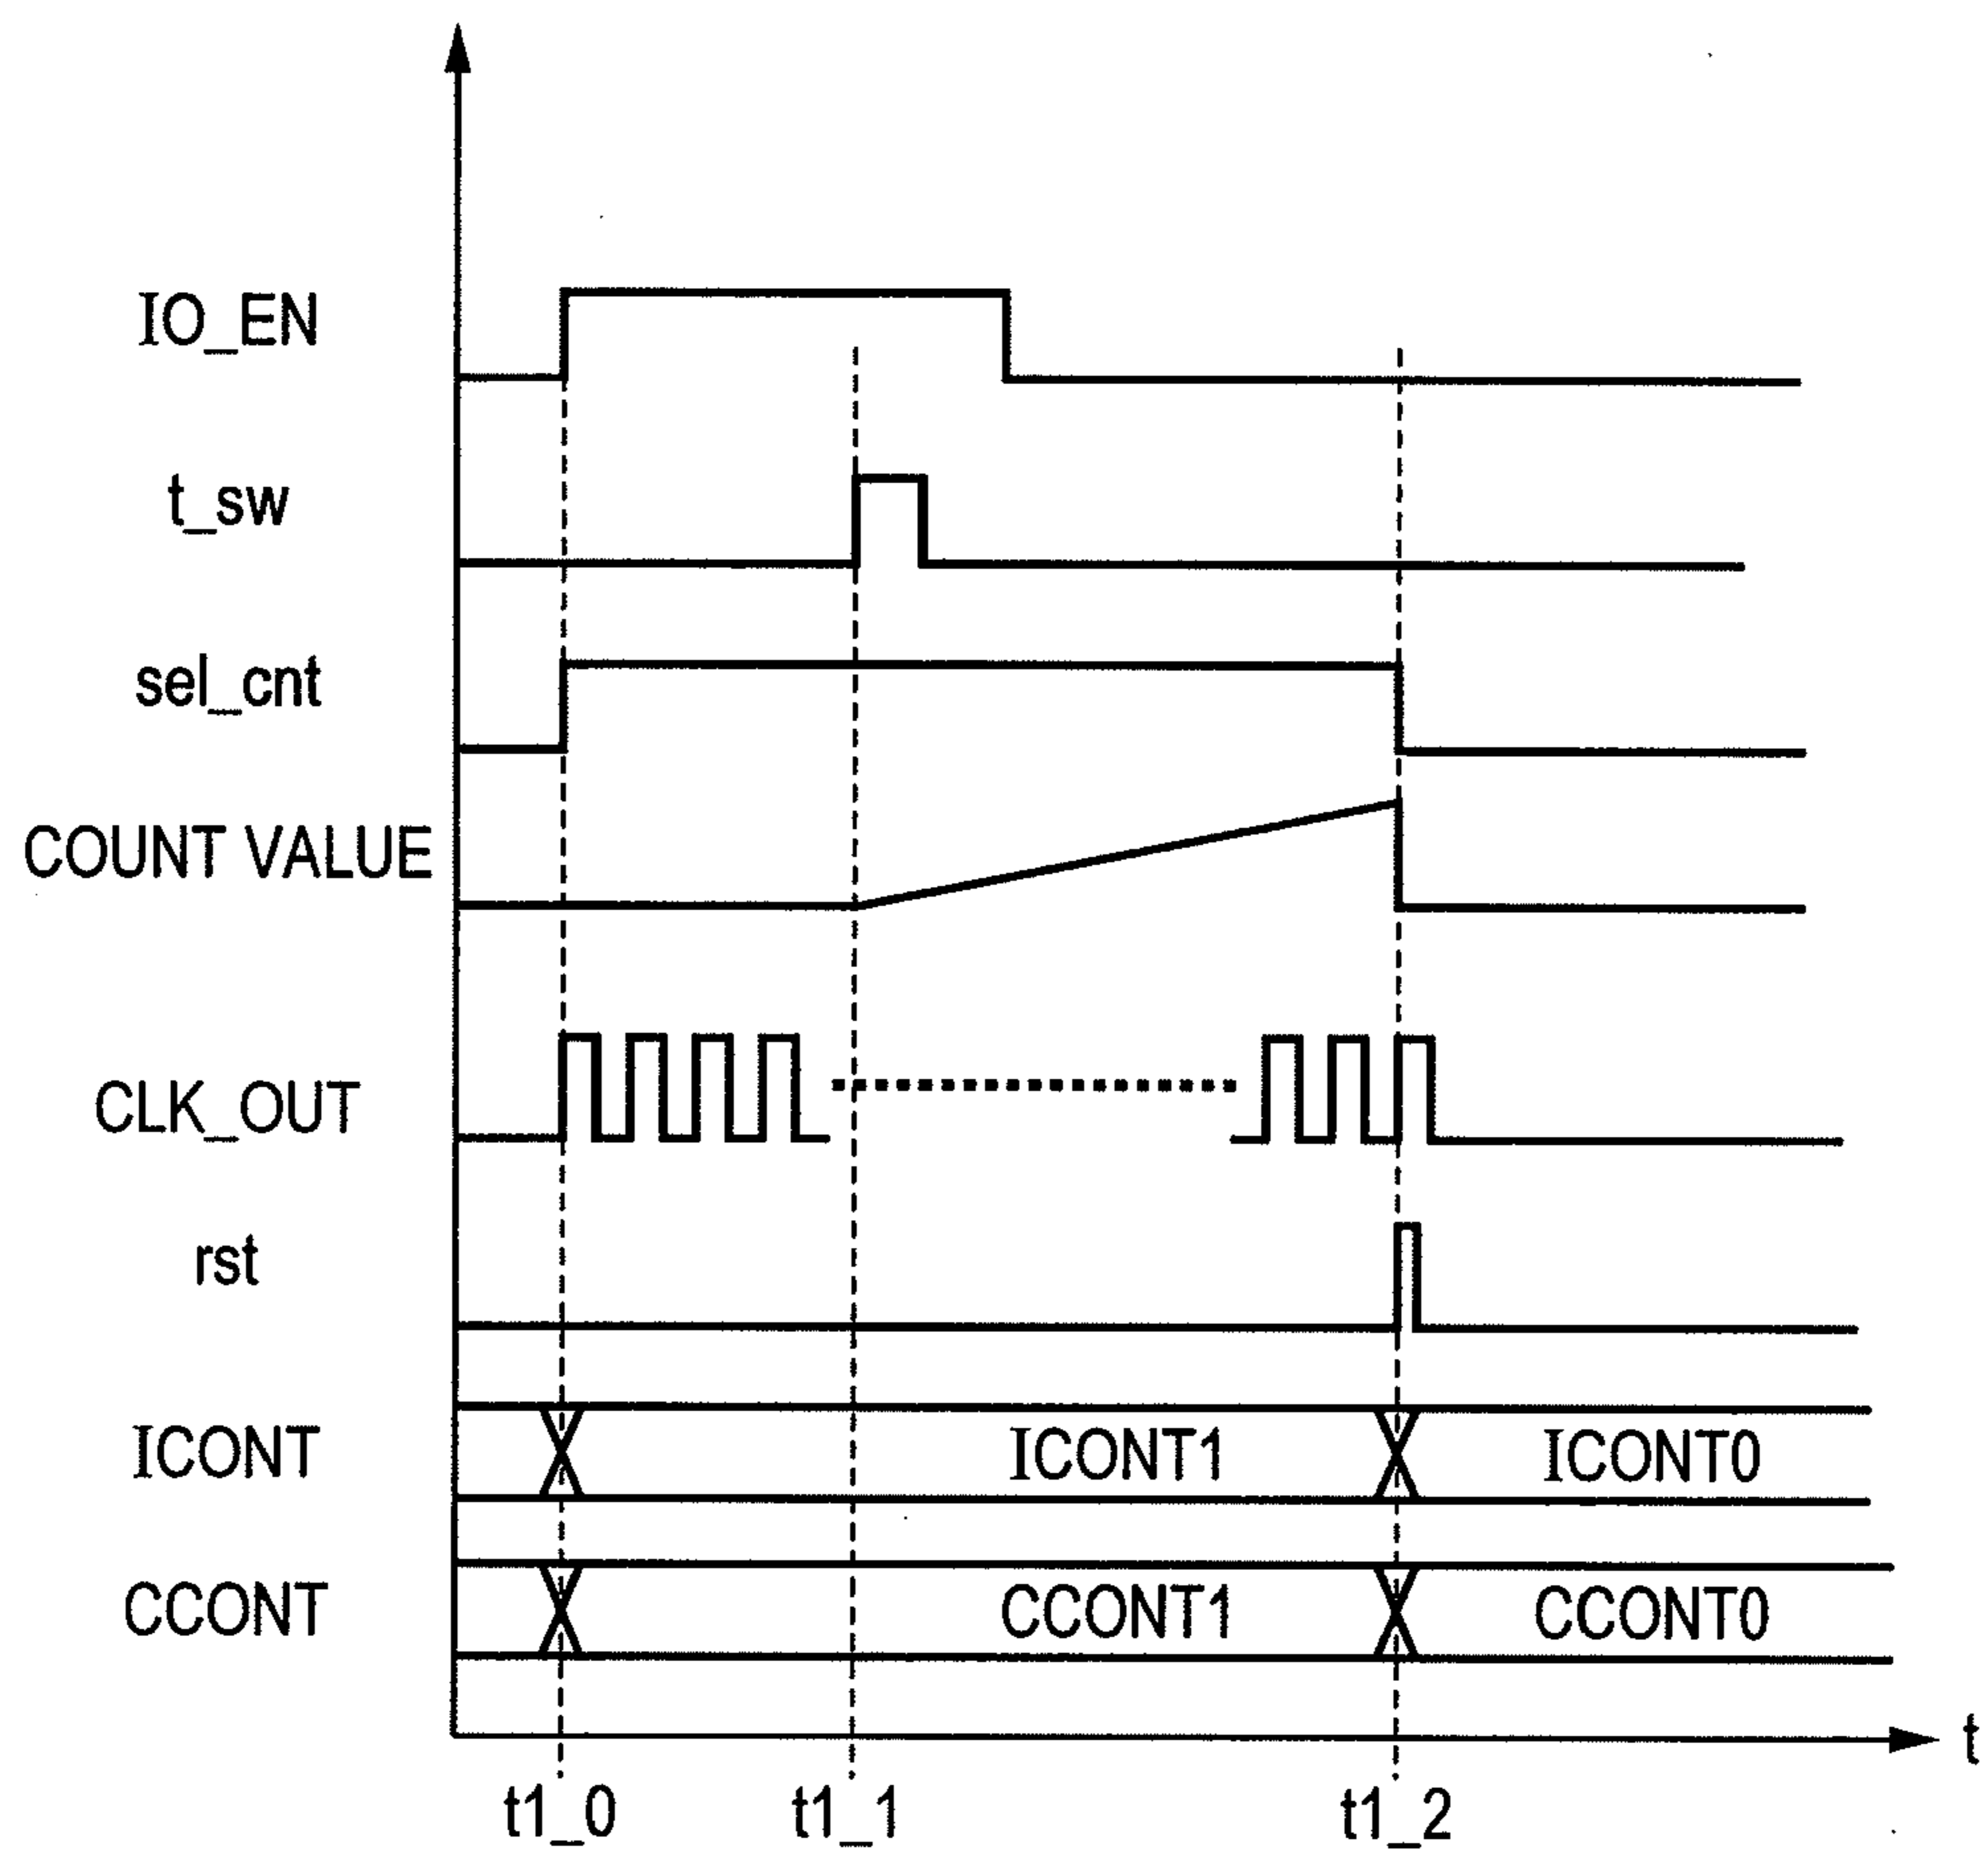 IO_EN
t_sw
sel_cnt
COUNT VALUE
CLK_OUT
rst
ICONT ICONT1 ICONT0
CCONT CCONT1 CCONT0
t
t1_0 t1_1 t1_2